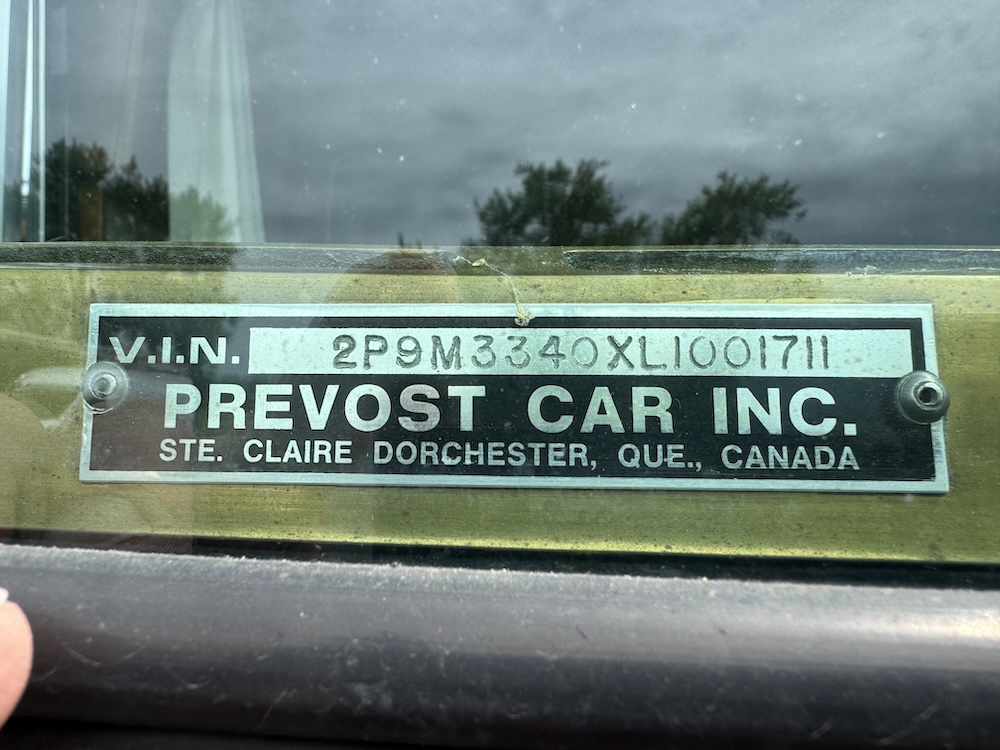 V.I.N. 2P9M3340XL1001711
PREVOST CAR INC.
STE. CLAIRE DORCHESTER, QUE., CANADA